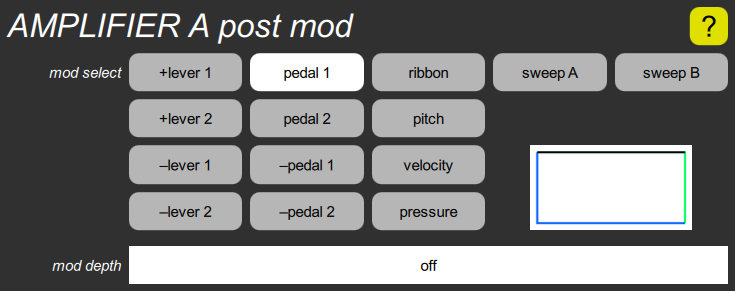 AMPLIFIER A post mod ?
mod select +lever 1 pedal 1 ribbon sweep A sweep B
+lever 2 pedal 2 pitch
–lever 1 –pedal 1 velocity
–lever 2 –pedal 2 pressure
mod depth off